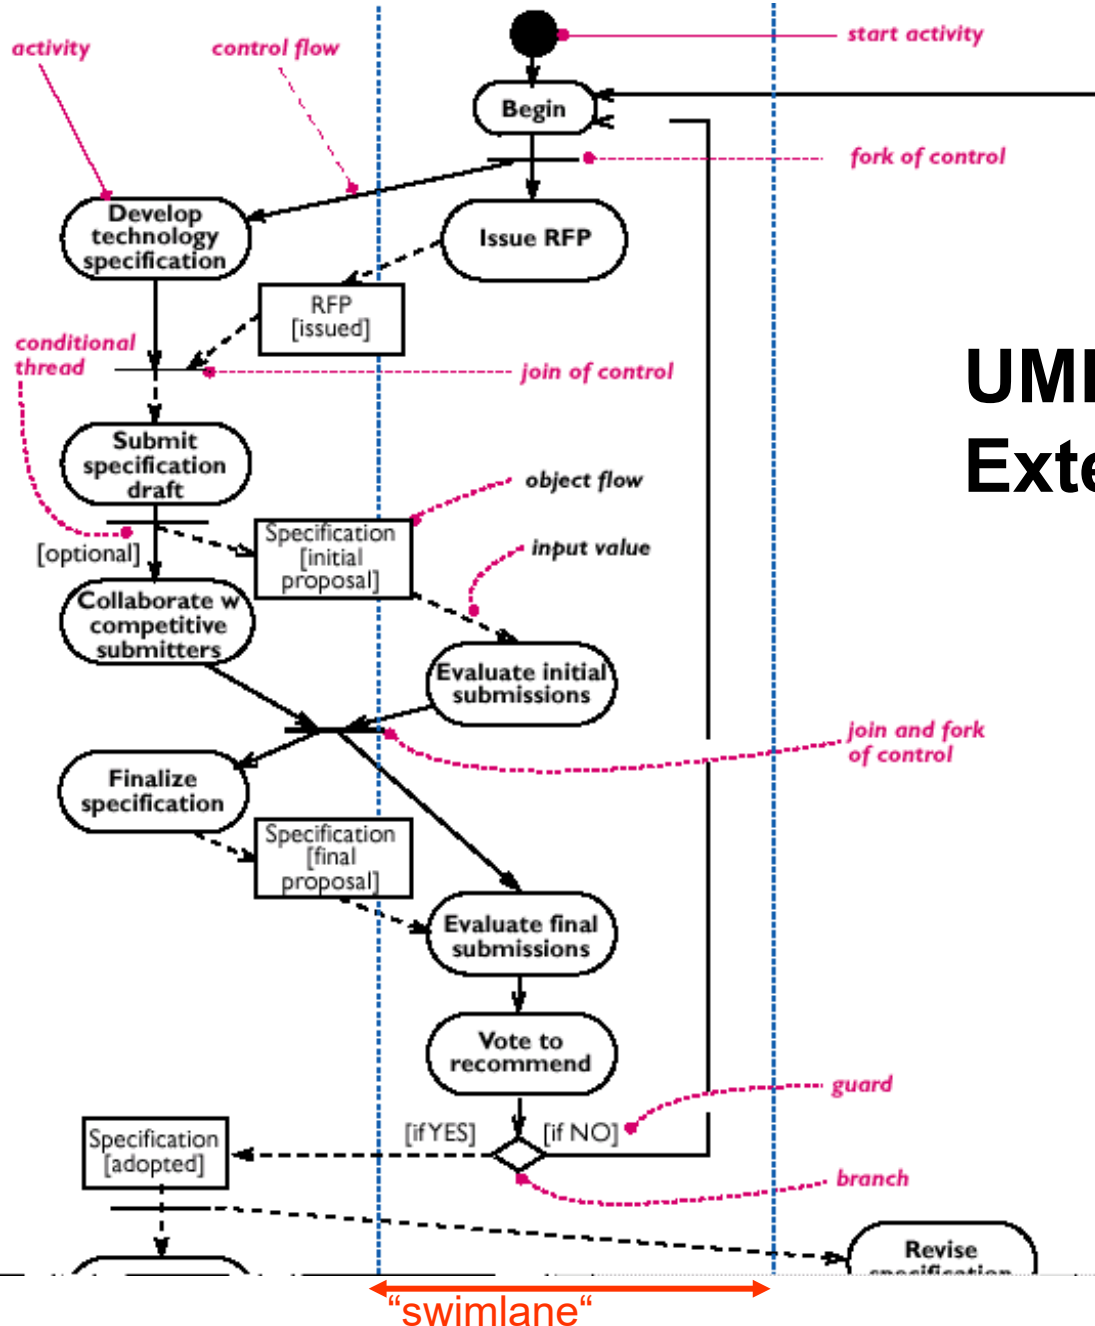 activity
control flow
start activity
Begin
fork of control
Develop
technology
specification
Issue RFP
RFP
[issued]
conditional
thread
join of control
Submit
specification
draft
object flow
Specification
[initial
proposal]
[optional]
input value
Collaborate w
competitive
submitters
Evaluate initial
submissions
join and fork
of control
Finalize
specification
Specification
[final
proposal]
Evaluate final
submissions
Vote to
recommend
guard
[if YES]
[if NO]
Specification
[adopted]
branch
Revise
specification
UML
Exte
“swimlane“